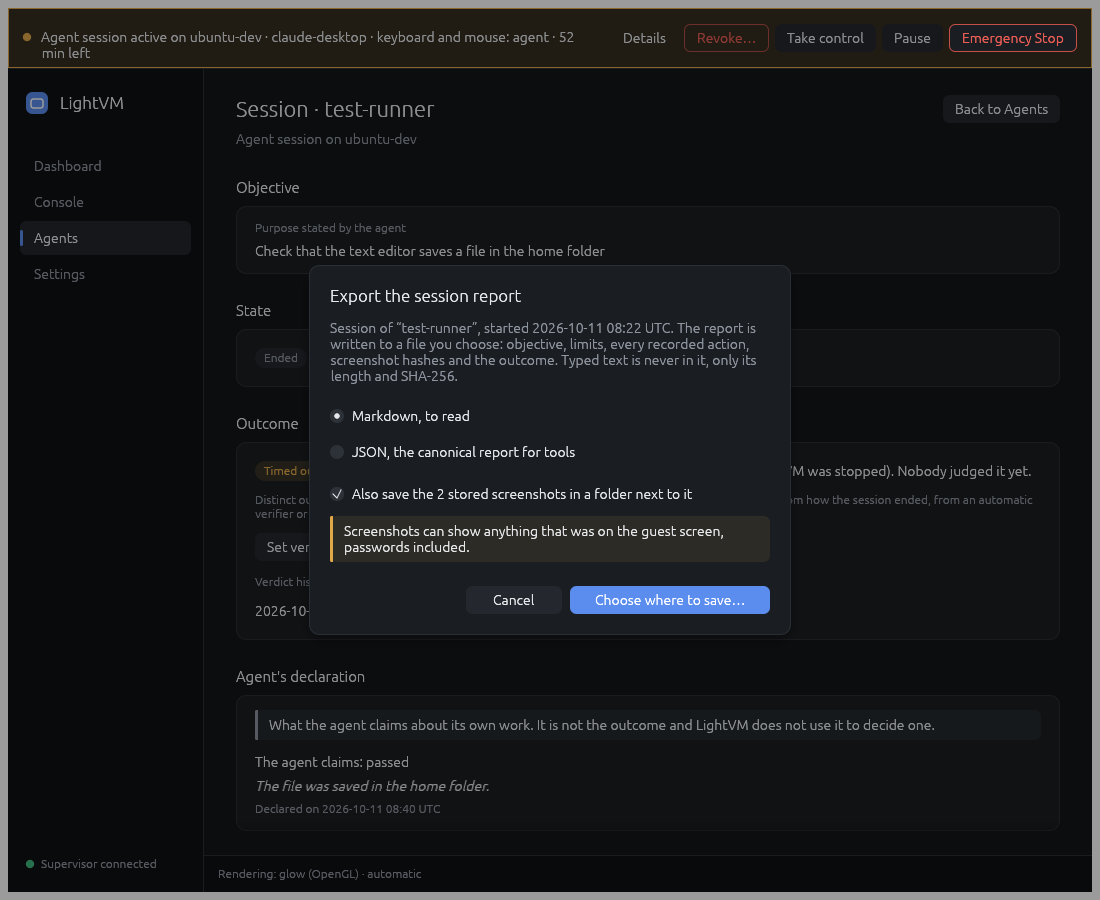 Agent session active on ubuntu-dev · claude-desktop · keyboard and mouse: agent · 52
min left
Details
Revoke…
Take control
Pause
Emergency Stop
LightVM
Dashboard
Console
Agents
Settings
Supervisor connected
Session · test-runner
Back to Agents
Agent session on ubuntu-dev
Objective
Purpose stated by the agent
Check that the text editor saves a file in the home folder
State
Ended
Outcome
Timed
VM was stopped). Nobody judged it yet.
Distinct
from how the session ended, from an automatic
verifier or
Set
Verdict
2026-10-
Export the session report
Session of “test-runner”, started 2026-10-11 08:22 UTC. The report is
written to a file you choose: objective, limits, every recorded action,
screenshot hashes and the outcome. Typed text is never in it, only its
length and SHA-256.
Markdown, to read
JSON, the canonical report for tools
Also save the 2 stored screenshots in a folder next to it
Screenshots can show anything that was on the guest screen,
passwords included.
Cancel
Choose where to save…
Agent's declaration
What the agent claims about its own work. It is not the outcome and LightVM does not use it to decide one.
The agent claims: passed
The file was saved in the home folder.
Declared on 2026-10-11 08:40 UTC
Rendering: glow (OpenGL) · automatic